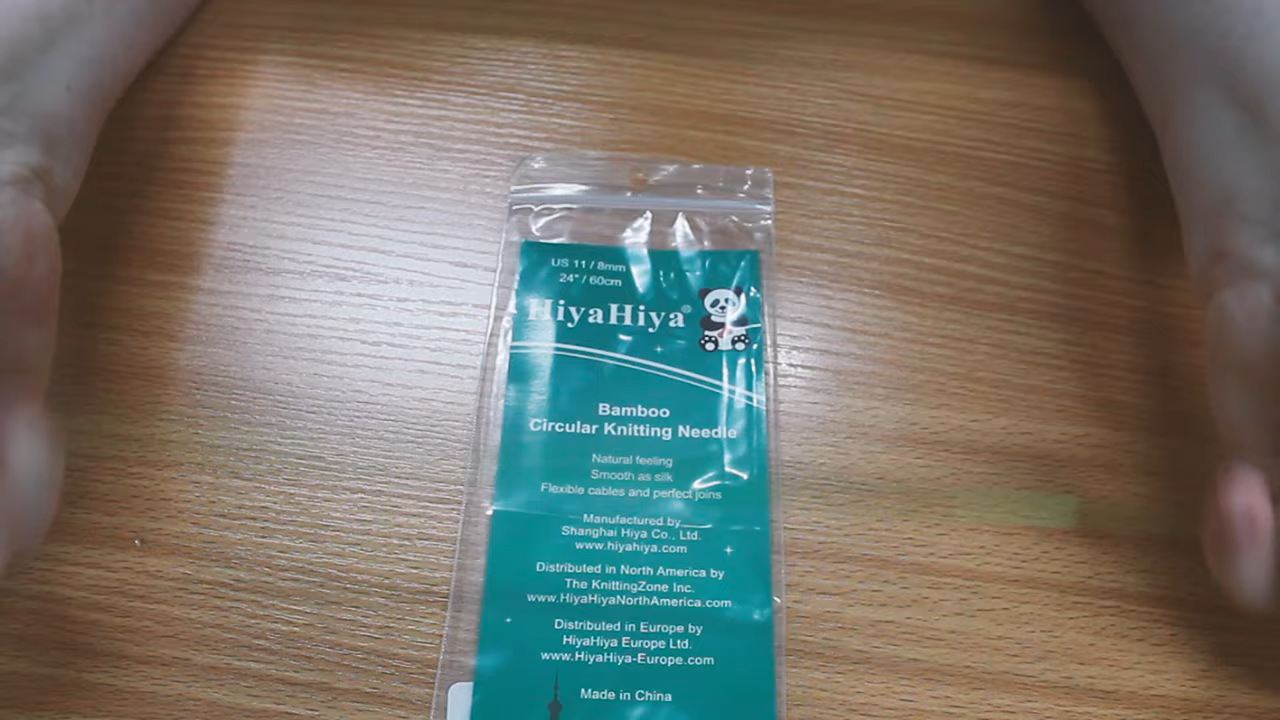 US 11 / 8mm
24" / 60cm
HiyaHiya®
Bamboo
Circular Knitting Needle
Natural feeling
Smooth as silk
Flexible cables and perfect joins
Manufactured by
Shanghai Hiya Co., Ltd.
www.hiyahiya.com
Distributed in North America by
The KnittingZone Inc.
www.HiyaHiyaNorthAmerica.com
Distributed in Europe by
HiyaHiya Europe Ltd.
www.HiyaHiya-Europe.com
Made in China